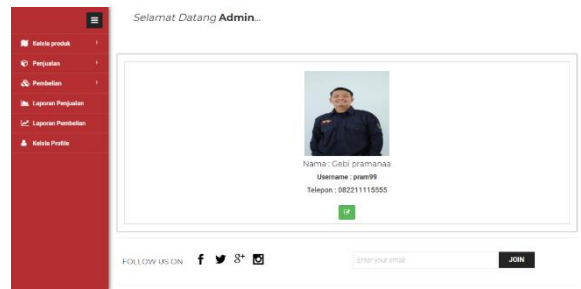 Selamat Datang Admin...
Kelola produk
Penjualan
Pembelian
Laporan Penjualan
Laporan Pembelian
Kelola Profile
Nama : Gebi pramanaa
Username : pram99
Telepon : 082211115555
FOLLOW US ON
Enter your email
JOIN